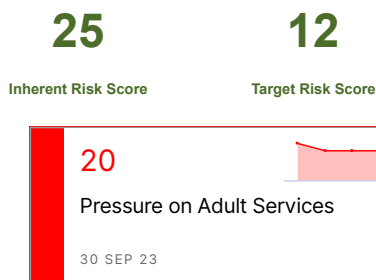 25 12
Inherent Risk Score Target Risk Score
20
Pressure on Adult Services
30 SEP 23